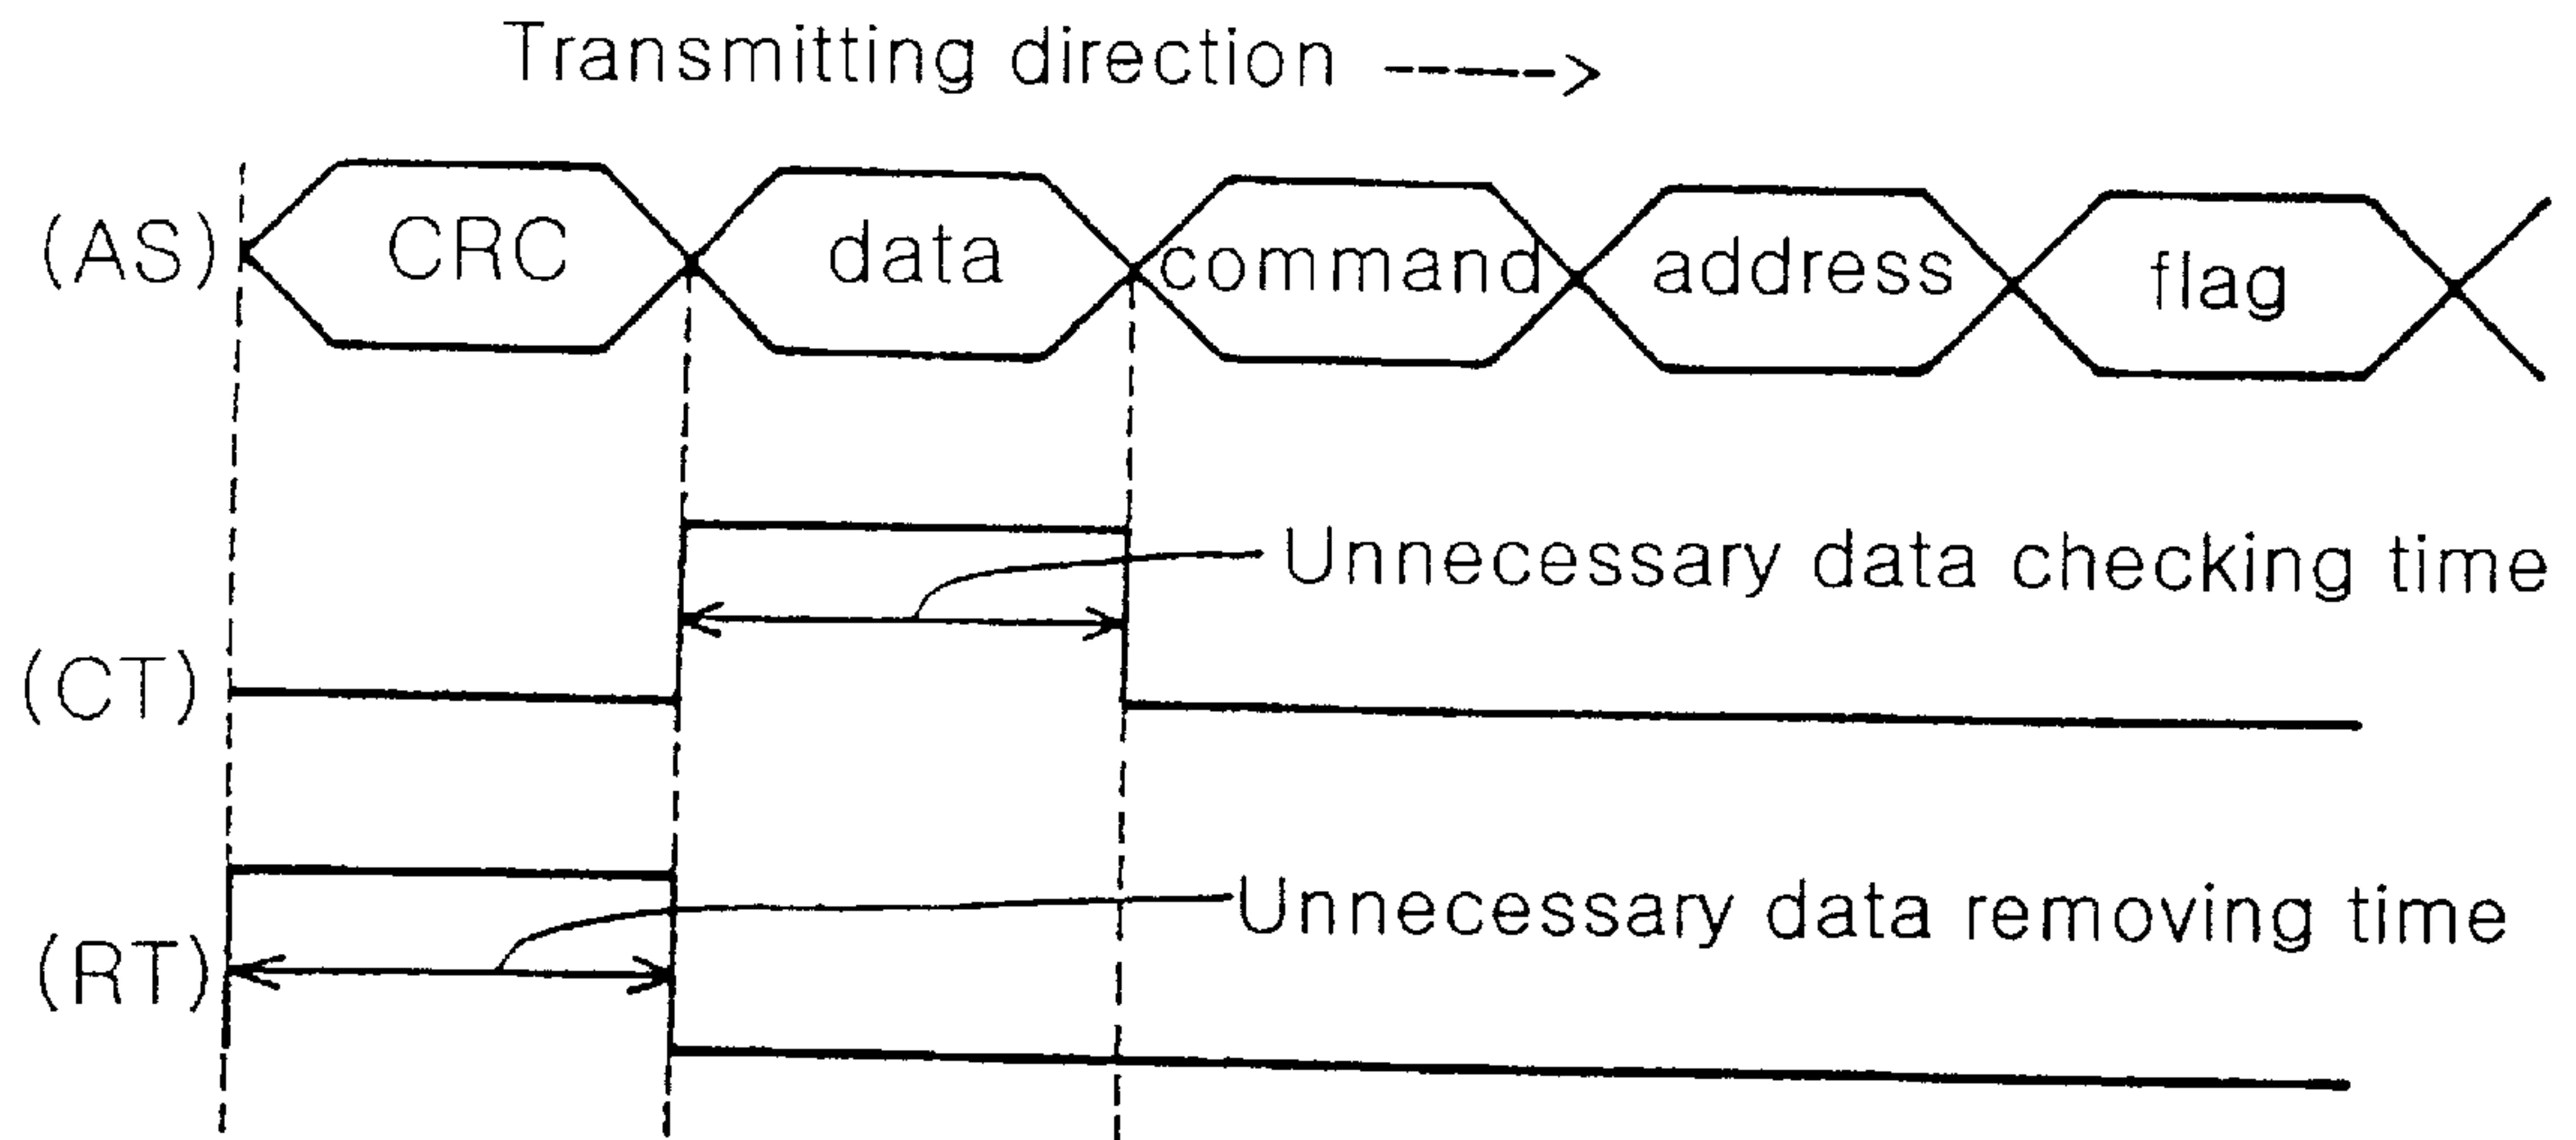 Transmitting direction ---->
(AS) CRC data command address flag
Unnecessary data checking time
(CT)
Unnecessary data removing time
(RT)